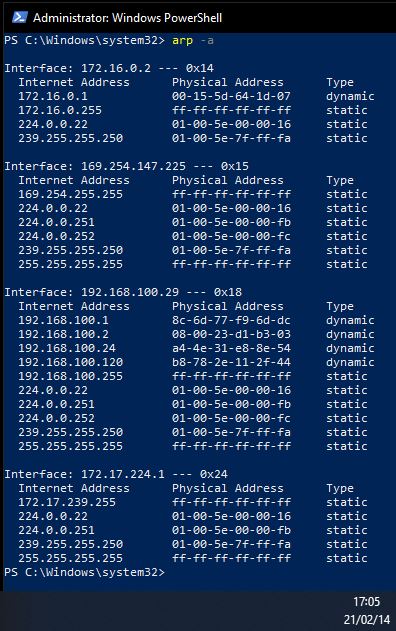 Administrator: Windows PowerShell
PS C:\Windows\system32> arp -a
Interface: 172.16.0.2 --- 0x14
Internet Address Physical Address Type
172.16.0.1 00-15-5d-64-1d-07 dynamic
172.16.0.255 ff-ff-ff-ff-ff-ff static
224.0.0.22 01-00-5e-00-00-16 static
239.255.255.250 01-00-5e-7f-ff-fa static
Interface: 169.254.147.225 --- 0x15
Internet Address Physical Address Type
169.254.255.255 ff-ff-ff-ff-ff-ff static
224.0.0.22 01-00-5e-00-00-16 static
224.0.0.251 01-00-5e-00-00-fb static
224.0.0.252 01-00-5e-00-00-fc static
239.255.255.250 01-00-5e-7f-ff-fa static
255.255.255.255 ff-ff-ff-ff-ff-ff static
Interface: 192.168.100.29 --- 0x18
Internet Address Physical Address Type
192.168.100.1 8c-6d-77-f9-6d-dc dynamic
192.168.100.2 08-00-23-d1-b3-03 dynamic
192.168.100.24 a4-4e-31-e8-8e-54 dynamic
192.168.100.120 b8-78-2e-11-2f-44 dynamic
192.168.100.255 ff-ff-ff-ff-ff-ff static
224.0.0.22 01-00-5e-00-00-16 static
224.0.0.251 01-00-5e-00-00-fb static
224.0.0.252 01-00-5e-00-00-fc static
239.255.255.250 01-00-5e-7f-ff-fa static
255.255.255.255 ff-ff-ff-ff-ff-ff static
Interface: 172.17.224.1 --- 0x24
Internet Address Physical Address Type
172.17.239.255 ff-ff-ff-ff-ff-ff static
224.0.0.22 01-00-5e-00-00-16 static
224.0.0.251 01-00-5e-00-00-fb static
239.255.255.250 01-00-5e-7f-ff-fa static
255.255.255.255 ff-ff-ff-ff-ff-ff static
PS C:\Windows\system32>
17:05
21/02/14